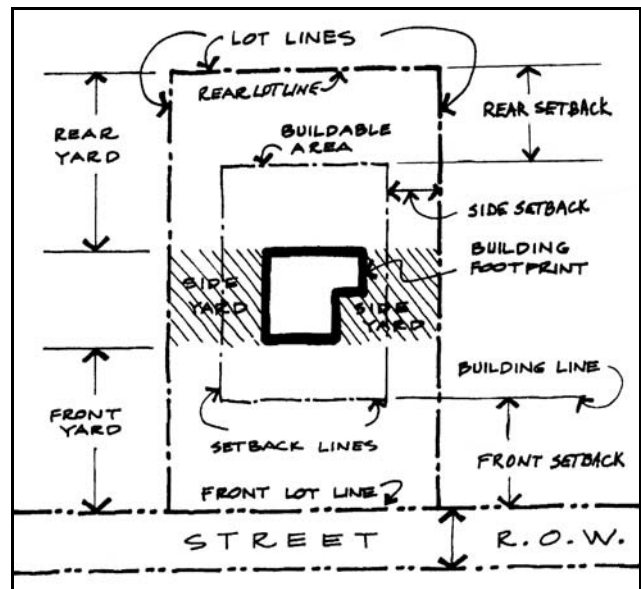 LOT LINES
REAR LOT LINE
REAR SETBACK
REAR
YARD
BUILDABLE
AREA
SIDE SETBACK
BUILDING
FOOTPRINT
SIDE
YARD
SIDE
YARD
BUILDING LINE
FRONT
YARD
SETBACK LINES
FRONT SETBACK
FRONT LOT LINE
STREET
R.O.W.